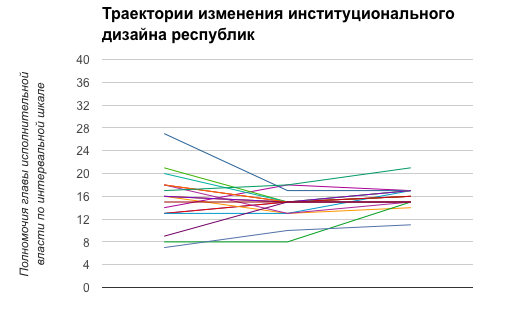 Траектории изменения институционального
дизайна республик
Полномочия главы исполнительной
власти по интервальной шкале
40
36
32
28
24
20
16
12
8
4
0